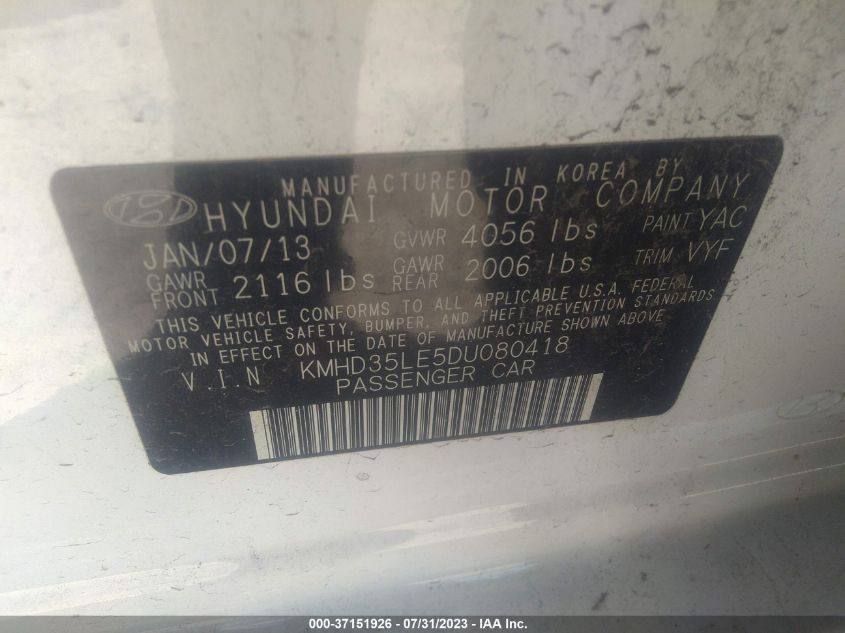 MANUFACTURED IN KOREA BY
HYUNDAI MOTOR COMPANY
JAN/07/13 GVWR 4056 lbs PAINT YAC
GAWR FRONT 2116 lbs GAWR REAR 2006 lbs TRIM VYF
THIS VEHICLE CONFORMS TO ALL APPLICABLE U.S.A. FEDERAL
MOTOR VEHICLE SAFETY, BUMPER, AND THEFT PREVENTION STANDARDS
IN EFFECT ON THE DATE OF MANUFACTURE SHOWN ABOVE
V.I.N KMHD35LE5DU080418
PASSENGER CAR
000-37151926 - 07/31/2023 - IAA Inc.